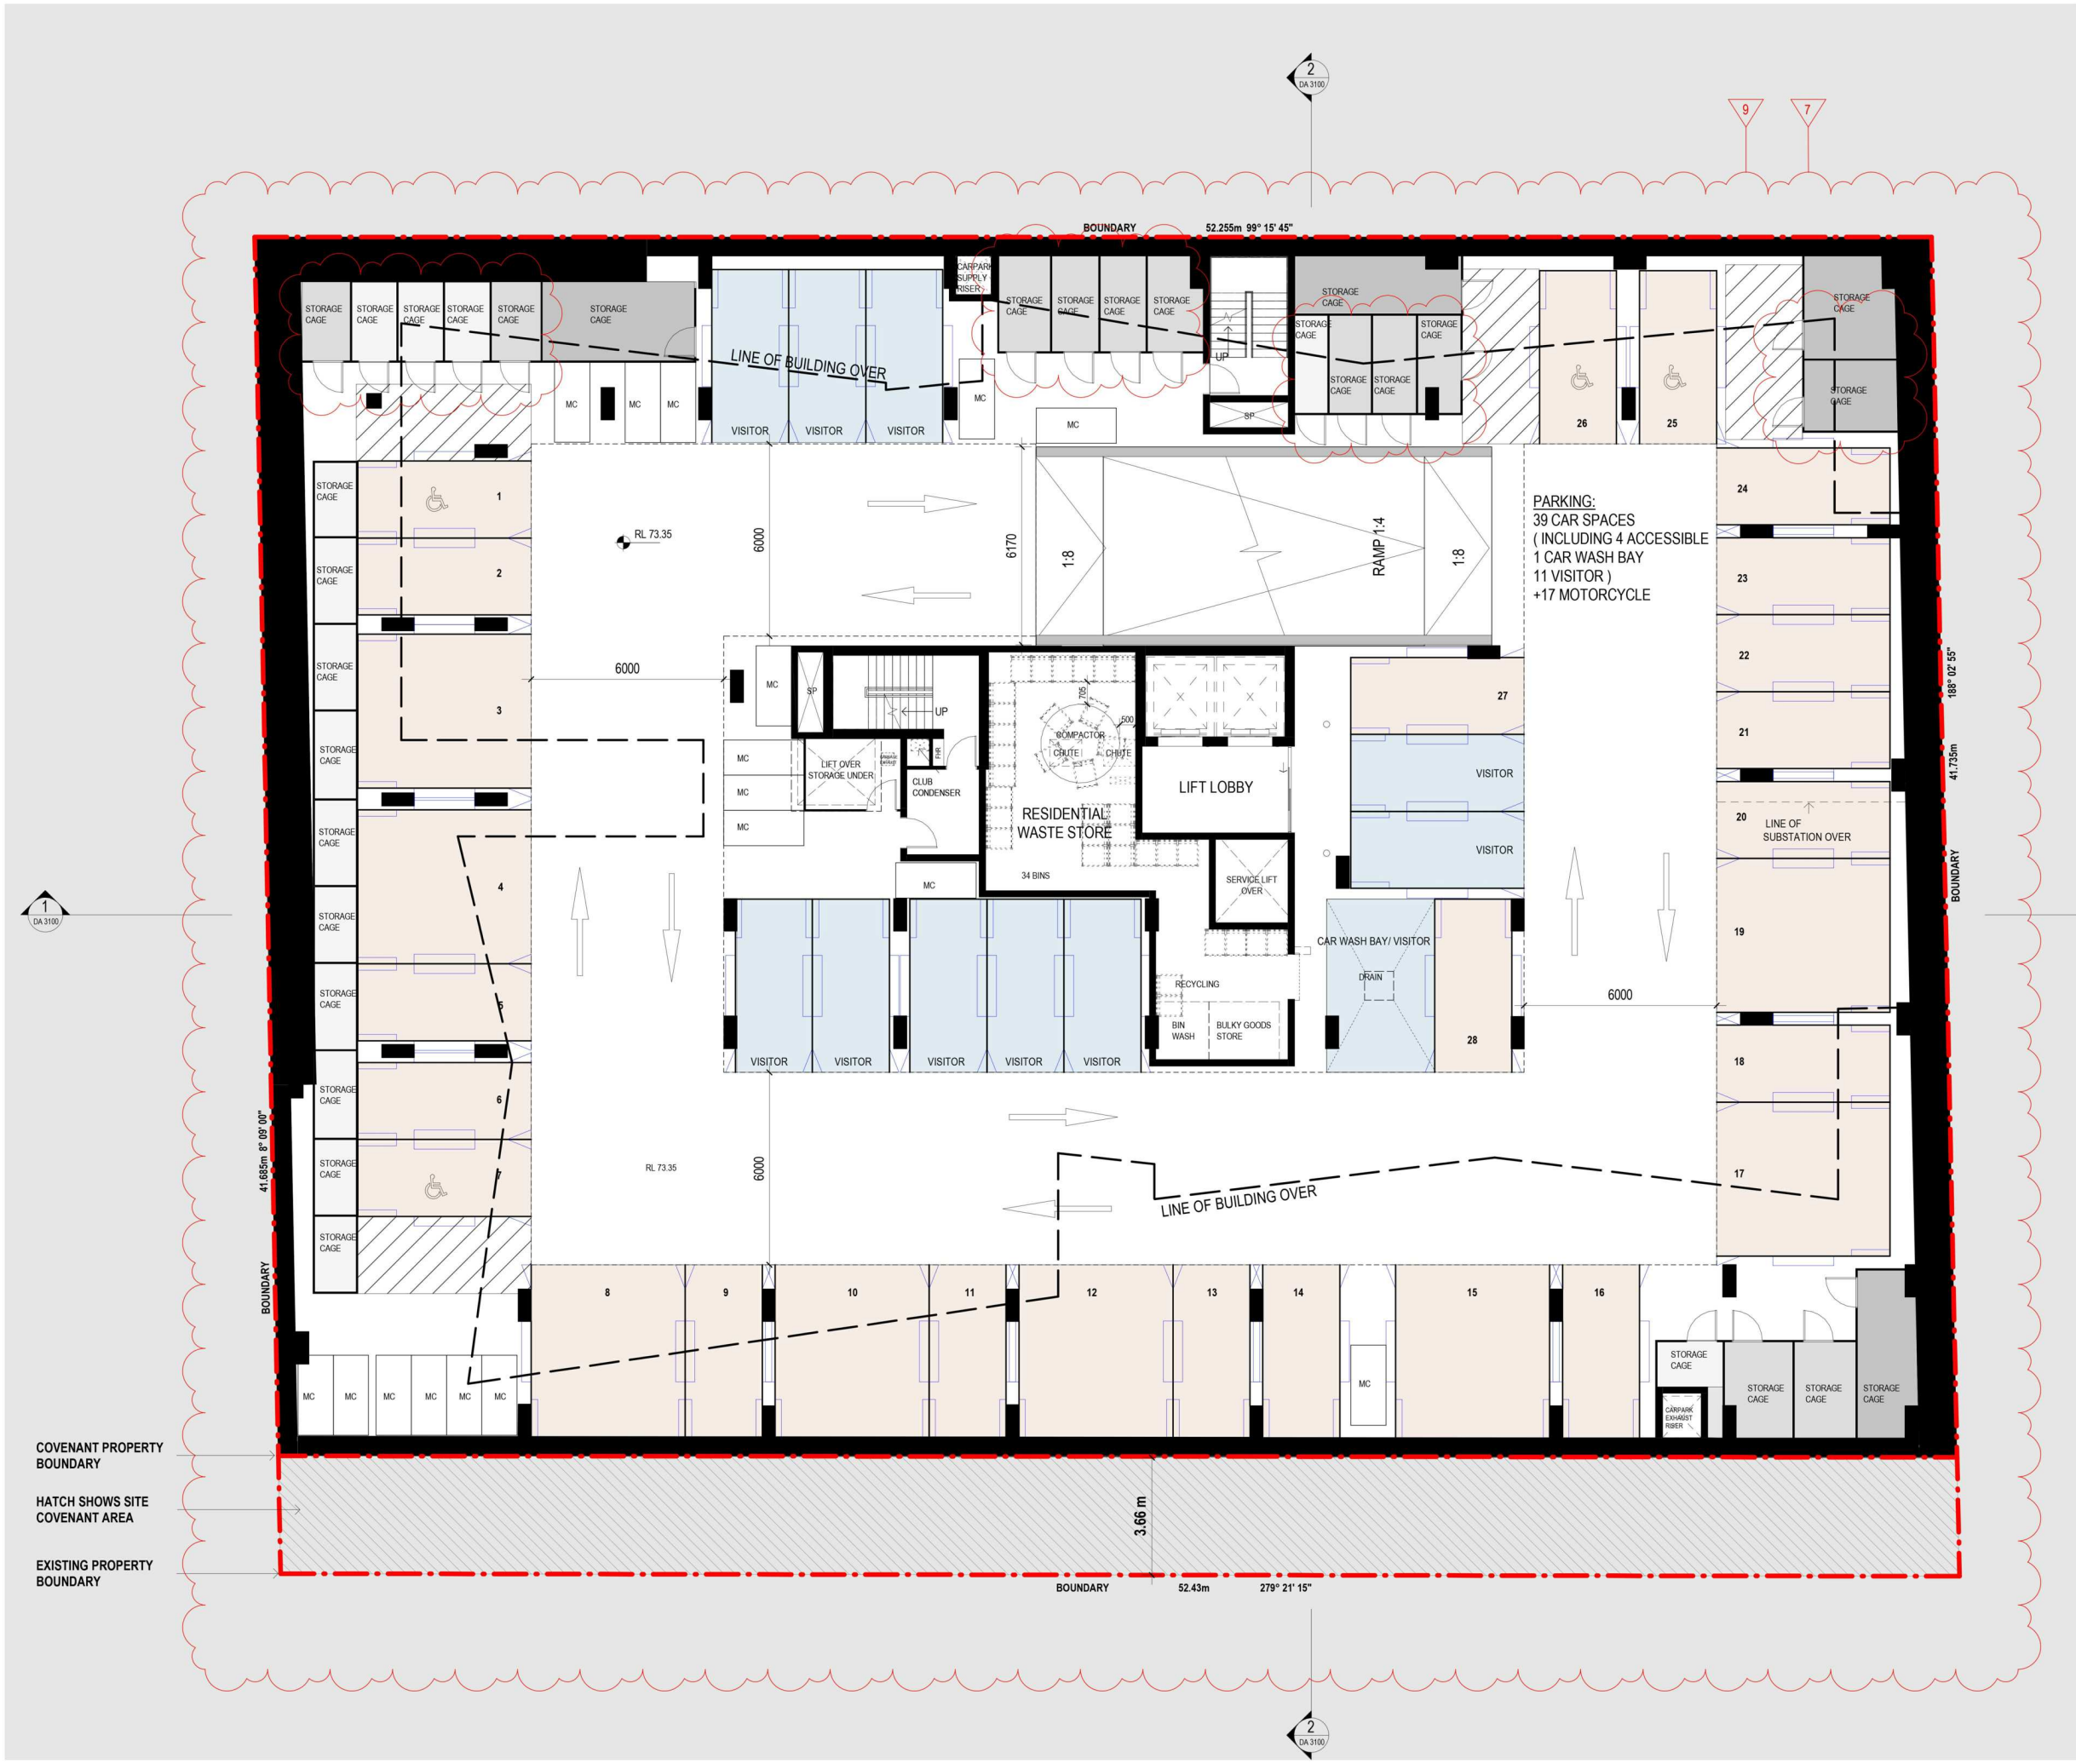 2
DA 3100
9
7
BOUNDARY
52.255m 99° 15' 45"
STORAGE
CAGE
STORAGE
CAGE
STORAGE
CAGE
STORAGE
CAGE
STORAGE
CAGE
STORAGE
CAGE
CARPARK
SUPPLY
RISER
STORAGE
CAGE
STORAGE
CAGE
STORAGE
CAGE
STORAGE
CAGE
STORAGE
CAGE
STORAGE
CAGE
STORAGE
CAGE
STORAGE
CAGE
STORAGE
CAGE
STORAGE
CAGE
STORAGE
CAGE
LINE OF BUILDING OVER
UP
SP
MC
MC
MC
MC
MC
VISITOR
VISITOR
VISITOR
26
25
STORAGE
CAGE
1
STORAGE
CAGE
2
STORAGE
CAGE
3
STORAGE
CAGE
STORAGE
CAGE
4
STORAGE
CAGE
STORAGE
CAGE
5
STORAGE
CAGE
6
STORAGE
CAGE
7
STORAGE
CAGE
RL 73.35
6000
6170
1:8
RAMP 1:4
1:8
PARKING:
39 CAR SPACES
( INCLUDING 4 ACCESSIBLE
1 CAR WASH BAY
11 VISITOR )
+17 MOTORCYCLE
24
23
22
21
20
LINE OF
SUBSTATION OVER
19
18
17
188° 02' 55"
41.735m
BOUNDARY
6000
MC
SP
UP
MC
MC
MC
LIFT OVER
STORAGE UNDER
FHR
CLUB
CONDENSER
MC
705
500
COMPACTOR
CHUTE
CHUTE
RESIDENTIAL
WASTE STORE
34 BINS
LIFT LOBBY
SERVICE LIFT
OVER
27
VISITOR
VISITOR
CAR WASH BAY/ VISITOR
DRAIN
28
RECYCLING
BIN
WASH
BULKY GOODS
STORE
VISITOR
VISITOR
VISITOR
VISITOR
VISITOR
6000
1
DA 3100
RL 73.35
6000
LINE OF BUILDING OVER
41.685m 8° 09' 00"
BOUNDARY
8
9
10
11
12
13
14
15
16
MC
MC
MC
MC
MC
MC
MC
STORAGE
CAGE
CARPARK
EXHAUST
RISER
STORAGE
CAGE
STORAGE
CAGE
STORAGE
CAGE
COVENANT PROPERTY
BOUNDARY
HATCH SHOWS SITE
COVENANT AREA
EXISTING PROPERTY
BOUNDARY
3.66 m
BOUNDARY
52.43m
279° 21' 15"
2
DA 3100